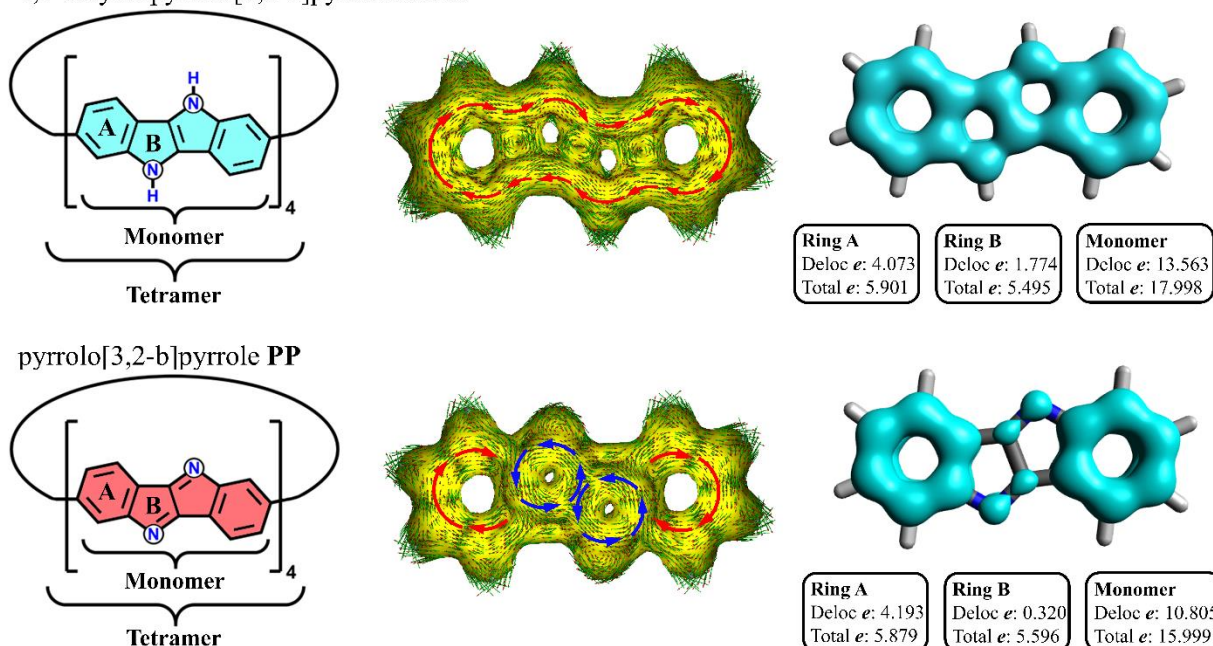 N
H
A
B
N
H
4
Monomer
Tetramer
Ring A
Deloc e: 4.073
Total e: 5.901
Ring B
Deloc e: 1.774
Total e: 5.495
Monomer
Deloc e: 13.563
Total e: 17.998
pyrrolo[3,2-b]pyrrole PP
N
A
B
N
4
Monomer
Tetramer
Ring A
Deloc e: 4.193
Total e: 5.879
Ring B
Deloc e: 0.320
Total e: 5.596
Monomer
Deloc e: 10.805
Total e: 15.999